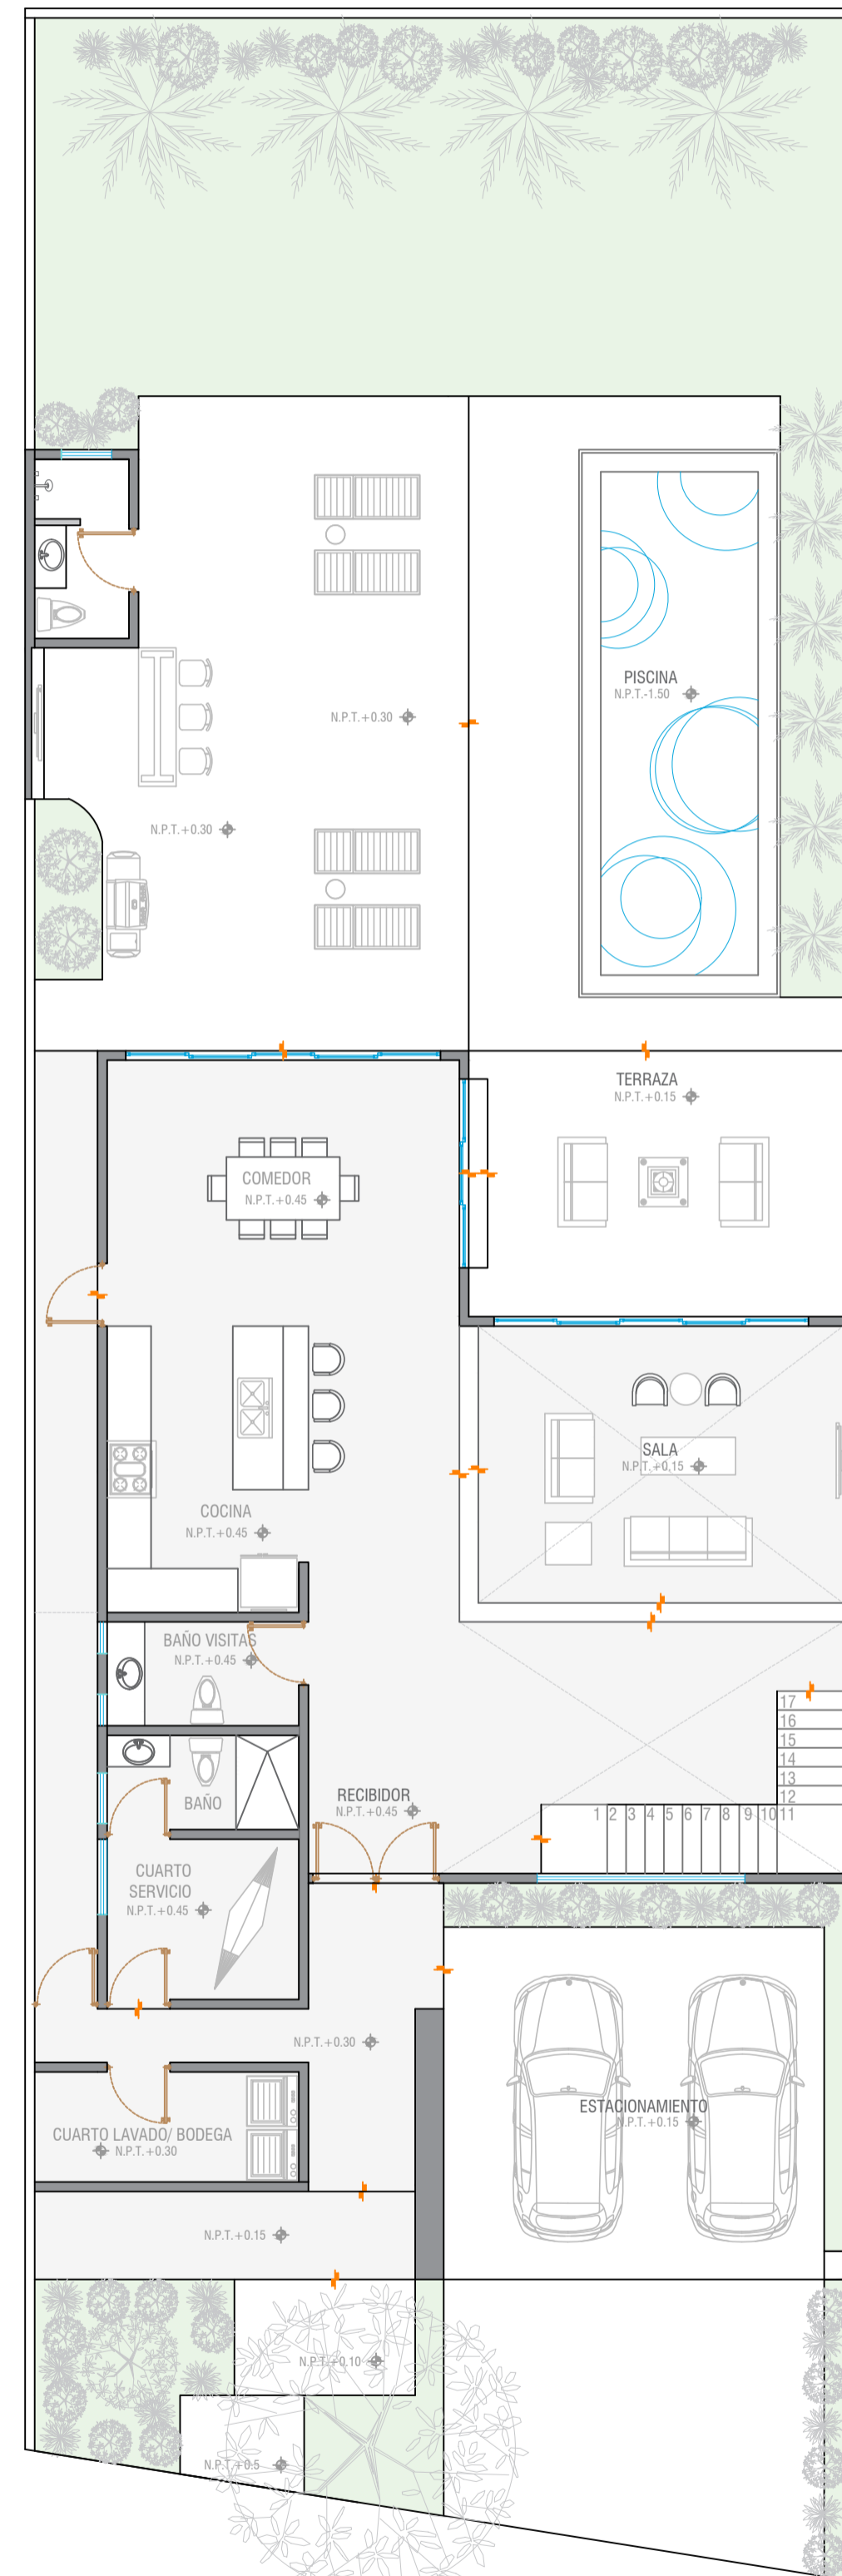 PISCINA
N.P.T.-1.50
N.P.T.+0.30
N.P.T.+0.30
TERRAZA
N.P.T.+0.15
COMEDOR
N.P.T.+0.45
SALA
N.P.T.+0.15
COCINA
N.P.T.+0.45
BAÑO VISITAS
N.P.T.+0.45
17
16
15
14
13
12
BAÑO
RECIBIDOR
N.P.T.+0.45
1 2 3 4 5 6 7 8 9 10 11
CUARTO
SERVICIO
N.P.T.+0.45
N.P.T.+0.30
ESTACIONAMIENTO
N.P.T.+0.15
CUARTO LAVADO/ BODEGA
N.P.T.+0.30
N.P.T.+0.15
N.P.T.+0.10
N.P.T.+0.5